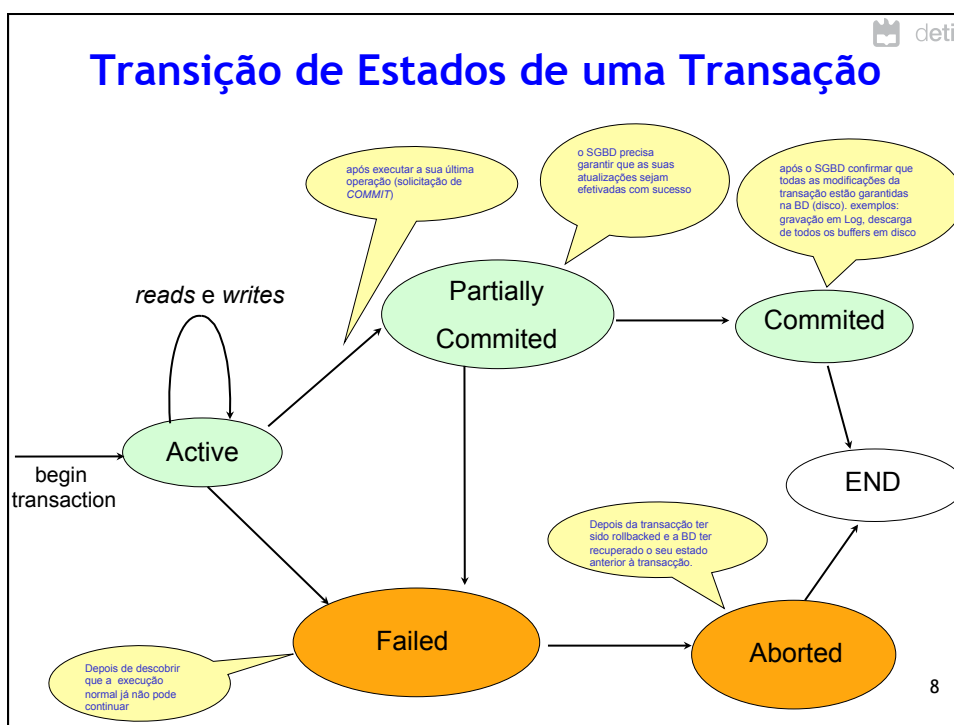 deti
Transição de Estados de uma Transação
após executar a sua última
operação (solicitação de
COMMIT)
o SGBD precisa
garantir que as suas
atualizações sejam
efetivadas com sucesso
após o SGBD confirmar que
todas as modificações da
transação estão garantidas
na BD (disco). exemplos:
gravação em Log, descarga
de todos os buffers em disco
reads e writes
Partially
Commited
Commited
Active
begin
transaction
END
Depois da transacção ter
sido rollbacked e a BD ter
recuperado o seu estado
anterior à transacção.
Failed
Aborted
Depois de descobrir
que a execução
normal já não pode
continuar
8